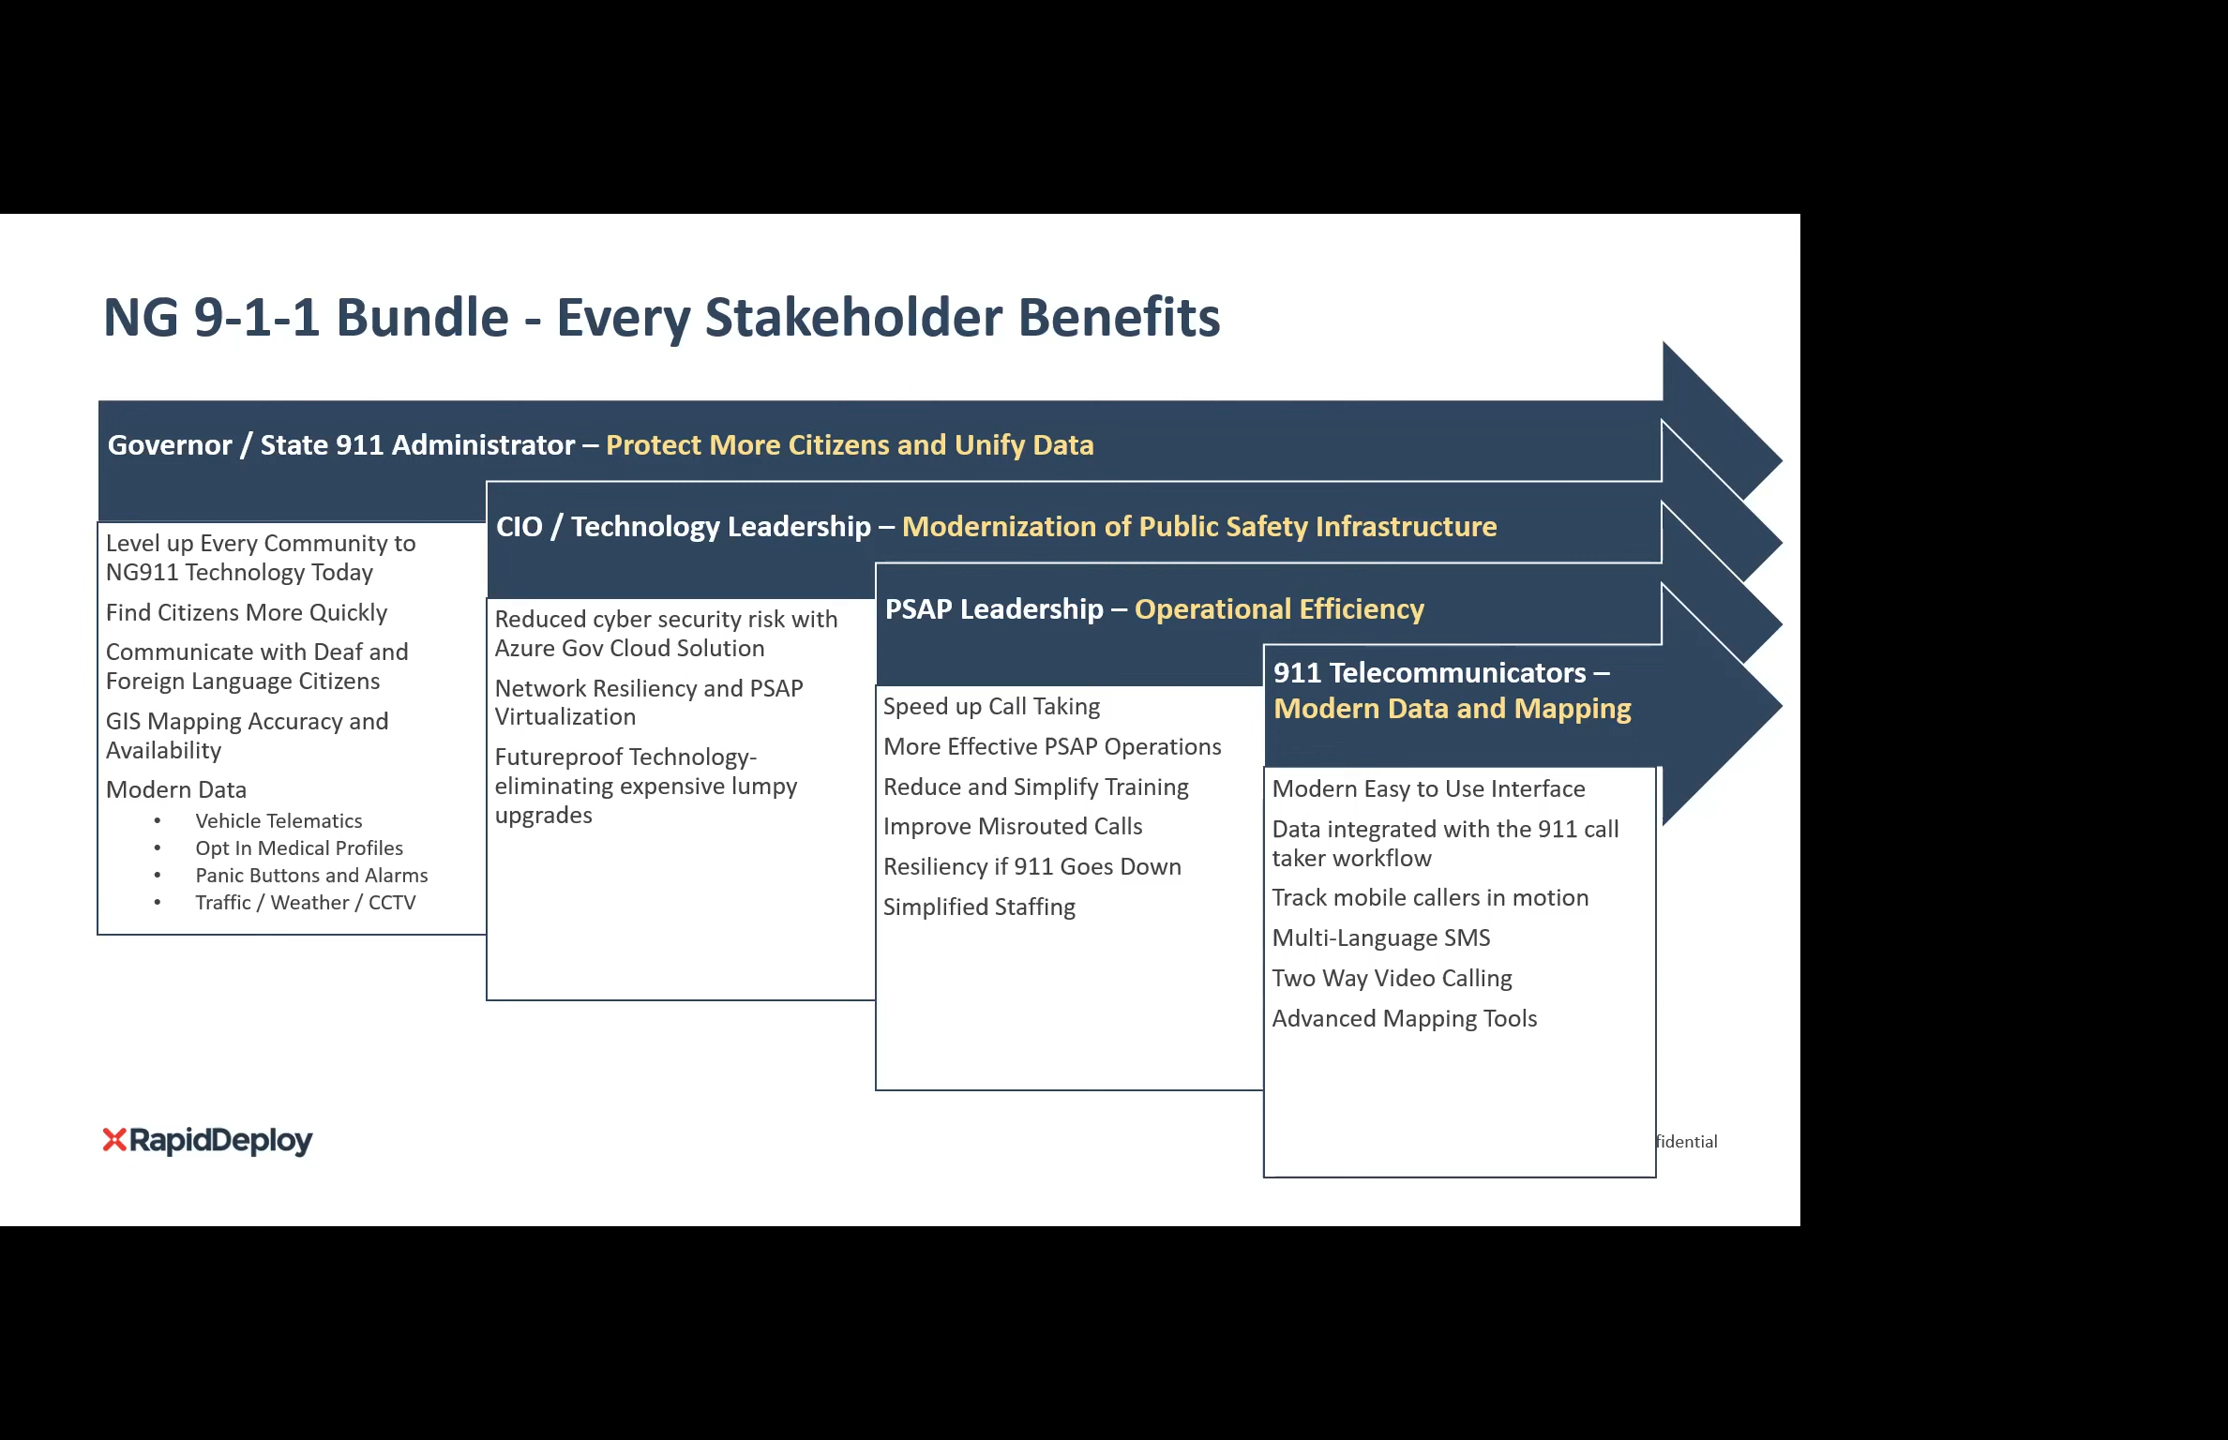 NG 9-1-1 Bundle - Every Stakeholder Benefits
Governor / State 911 Administrator – Protect More Citizens and Unify Data
Level up Every Community to
NG911 Technology Today
Find Citizens More Quickly
Communicate with Deaf and
Foreign Language Citizens
GIS Mapping Accuracy and
Availability
Modern Data
• Vehicle Telematics
• Opt In Medical Profiles
• Panic Buttons and Alarms
• Traffic / Weather / CCTV
CIO / Technology Leadership – Modernization of Public Safety Infrastructure
Reduced cyber security risk with
Azure Gov Cloud Solution
Network Resiliency and PSAP
Virtualization
Futureproof Technology-
eliminating expensive lumpy
upgrades
PSAP Leadership – Operational Efficiency
Speed up Call Taking
More Effective PSAP Operations
Reduce and Simplify Training
Improve Misrouted Calls
Resiliency if 911 Goes Down
Simplified Staffing
911 Telecommunicators –
Modern Data and Mapping
Modern Easy to Use Interface
Data integrated with the 911 call
taker workflow
Track mobile callers in motion
Multi-Language SMS
Two Way Video Calling
Advanced Mapping Tools
RapidDeploy
fidential